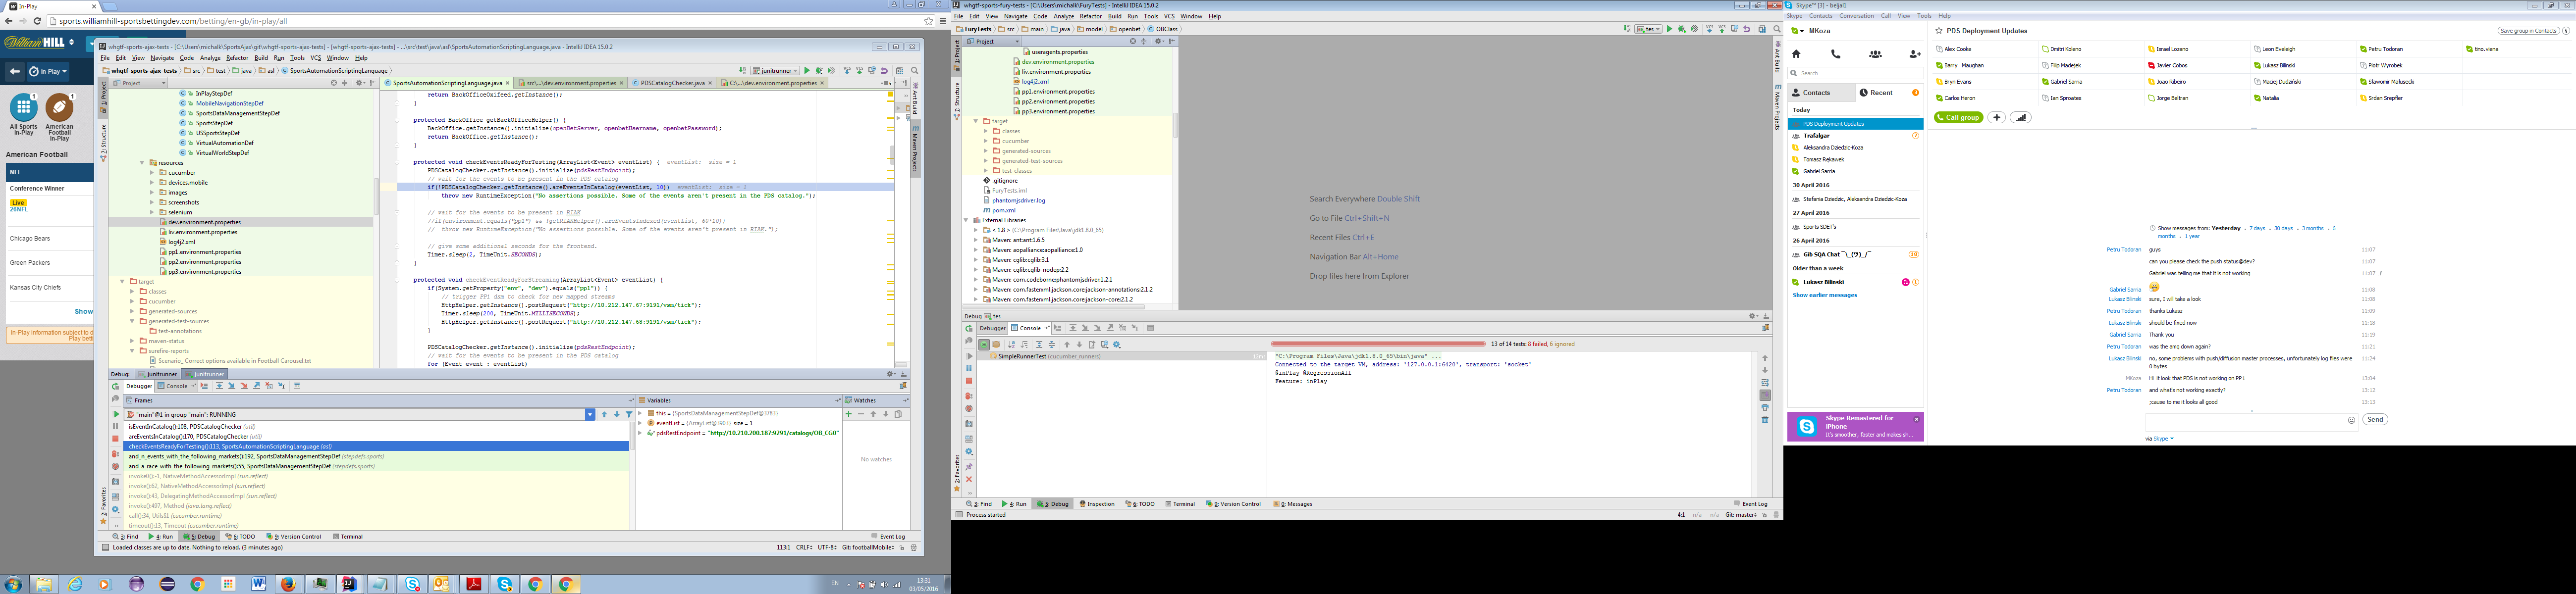 In-Play
sports.williamhill-sportsbettingdev.com/betting/en-gb/in-play/all
William HILL
In-Play
All Sports
In-Play
American
Football
In-Play
American Football
NFL
Conference Winner
Live
26NFL
Chicago Bears
Green Packers
Kansas City Chiefs
Show
whgtf-sports-ajax-tests - [C:\Users\michalk\SportsAjax\git\whgtf-sports-ajax-tests] - [whgtf-sports-ajax-tests] - ...\src\test\java\asl\SportsAutomationScriptingLanguage.java - IntelliJ IDEA 15.0.2
File Edit View Navigate Code Analyze Refactor Build Run Tools VCS Window Help
whgtf-sports-ajax-tests src test java asl SportsAutomationScriptingLanguage
junitrunner
Project
SportsAutomationScriptingLanguage.java
src\...\dev.environment.properties
PDSCatalogChecker.java
C:\...\dev.environment.properties
InPlayStepDef
MobileNavigationStepDef
SportsDataManagementStepDef
SportsStepDef
USSportsStepDef
VirtualAutomationDef
VirtualWorldStepDef
resources
cucumber
devices.mobile
images
screenshots
selenium
dev.environment.properties
liv.environment.properties
log4j2.xml
pp1.environment.properties
pp2.environment.properties
pp3.environment.properties
target
classes
cucumber
generated-sources
generated-test-sources
test-annotations
maven-status
surefire-reports
Scenario_ Correct options available in Football Carousel.txt
return BackOfficeOxifeed.getInstance();
}
protected BackOffice getBackOfficeHelper() {
BackOffice.getInstance().initialize(openBetServer, openbetUsername, openbetPassword);
return BackOffice.getInstance();
}
protected void checkEventsReadyForTesting(ArrayList<Event> eventList) { eventList: size = 1
PDSCatalogChecker.getInstance().initialize(pdsRestEndpoint);
// wait for the events to be present in the PDS catalog
if(!PDSCatalogChecker.getInstance().areEventsInCatalog(eventList, 10)) eventList: size = 1
throw new RuntimeException("No assertions possible. Some of the events aren't present in the PDS catalog.");
// wait for the events to be present in RIAK
//if(environment.equals("pp1") && !getRIAKHelper().areEventsIndexed(eventList, 60*10))
// throw new RuntimeException("No assertions possible. Some of the events aren't present in RIAK.");
// give some additional seconds for the frontend.
Timer.sleep(2, TimeUnit.SECONDS);
}
protected void checkEventReadyForStreaming(ArrayList<Event> eventList) {
if(System.getProperty("env", "dev").equals("pp1")) {
// trigger PP1 dsm to check for new mapped streams
HttpHelper.getInstance().postRequest("http://10.212.147.67:9191/vsm/tick");
Timer.sleep(200, TimeUnit.MILLISECONDS);
HttpHelper.getInstance().postRequest("http://10.212.147.68:9191/vsm/tick");
}
PDSCatalogChecker.getInstance().initialize(pdsRestEndpoint);
// wait for the events to be present in the PDS catalog
for (Event event : eventList)
Debug: junitrunner junitrunner
Debugger Console
Frames
Variables
Watches
"main"@1 in group "main": RUNNING
isEventInCatalog():108, PDSCatalogChecker (util)
areEventsInCatalog():170, PDSCatalogChecker (util)
checkEventsReadyForTesting():113, SportsAutomationScriptingLanguage (asl)
and_n_events_with_the_following_markets():192, SportsDataManagementStepDef (stepdefs.sports)
and_a_race_with_the_following_markets():55, SportsDataManagementStepDef (stepdefs.sports)
invoke0():-1, NativeMethodAccessorImpl (sun.reflect)
invoke():62, NativeMethodAccessorImpl (sun.reflect)
invoke():43, DelegatingMethodAccessorImpl (sun.reflect)
invoke():497, Method (java.lang.reflect)
call():34, Utils$1 (cucumber.runtime)
timeout():13, Timeout (cucumber.runtime)
this = {SportsDataManagementStepDef@3783}
eventList = {ArrayList@3903} size = 1
pdsRestEndpoint = "http://10.210.200.187:9291/catalogs/OB_CG0"
No watches
3: Find 4: Run 5: Debug 6: TODO 9: Version Control Terminal
Event Log
Loaded classes are up to date. Nothing to reload. (3 minutes ago)
113:1 CRLF UTF-8 Git: footballMobile
EN
13:31
03/05/2016
whgtf-sports-fury-tests - [C:\Users\michalk\FuryTests] - IntelliJ IDEA 15.0.2
File Edit View Navigate Code Analyze Refactor Build Run Tools VCS Window Help
FuryTests src main java model openbet OBClass
tes
Project
useragents.properties
dev.environment.properties
liv.environment.properties
log4j2.xml
pp1.environment.properties
pp2.environment.properties
pp3.environment.properties
target
classes
cucumber
generated-sources
generated-test-sources
test-classes
.gitignore
FuryTests.iml
phantomjsdriver.log
pom.xml
External Libraries
< 1.8 > (C:\Program Files\Java\jdk1.8.0_65)
Maven: antant:ant:1.6.5
Maven: aopalliance:aopalliance:1.0
Maven: cglib:cglib:3.1
Maven: cglib:cglib-nodep:2.2
Maven: com.codeborne:phantomjsdriver:1.2.1
Maven: com.fasterxml.jackson.core:jackson-annotations:2.1.2
Maven: com.fasterxml.jackson.core:jackson-core:2.1.2
Search Everywhere Double Shift
Go to File Ctrl+Shift+N
Recent Files Ctrl+E
Navigation Bar Alt+Home
Drop files here from Explorer
Debug tes
Debugger Console
13 of 14 tests: 8 failed, 0 ignored
SimpleRunnerTest (cucumber_runners)
"C:\Program Files\Java\jdk1.8.0_65\bin\java" ...
Connected to the target VM, address: '127.0.0.1:6420', transport: 'socket'
@inPlay @RegressionAll
Feature: inPlay
3: Find 4: Run 5: Debug Inspection 6: TODO Terminal 9: Version Control 0: Messages
Event Log
Process started
4:1 n/a n/a Git: master
Skype™ [3] - beljall
Skype Contacts Conversation Call View Tools Help
MKoza
Search
Contacts
Recent
Today
PDS Deployment Updates
Trafalgar
Aleksandra Dziedzic-Koza
Tomasz Rękawek
Gabriel Sarria
30 April 2016
Stefania Dziedzic, Aleksandra Dziedzic-Koza
27 April 2016
Sports SDET's
26 April 2016
Gib SQA Chat ¯\_(ツ)_/¯
Older than a week
Lukasz Bilinski
Show earlier messages
Skype Remastered for
iPhone
It's smoother, faster and makes sh...
PDS Deployment Updates
Save group in Contacts
Alex Cooke Dmitri Koleno Israel Lozano Leon Eveleigh Petru Todoran tino.viena
Barry Maughan Filip Madejek Javier Cobos Lukasz Bilinski Piotr Wyrobek
Bryn Evans Gabriel Sarria Joao Ribeiro Maciej Dudziński Sławomir Małusecki
Carlos Heron Ian Sproates Jorge Beltran Natalia Srdan Srepfler
Call group
Show messages from: Yesterday 7 days 30 days 3 months 6
months 1 year
Petru Todoran guys 11:07
can you please check the push status@dev? 11:07
Gabriel was telling me that it is not working 11:07
Gabriel Sarria 11:08
Lukasz Bilinski sure, I will take a look 11:08
Petru Todoran thanks Lukasz 11:09
Lukasz Bilinski should be fixed now 11:18
Gabriel Sarria Thank you 11:19
Petru Todoran was the amq down again? 11:21
Lukasz Bilinski no, some problems with push/diffusion master processes, unfortunately log files were 11:24
0 bytes
MKoza Hi it look that PDS is not working on PP1 13:04
Petru Todoran and what's not working exactly? 13:12
;cause to me it looks all good 13:13
Send
via Skype